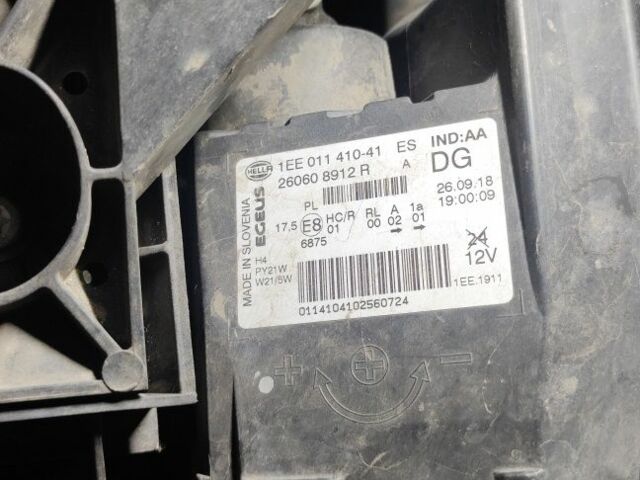 HELLA 1EE 011 410-41 ES IND:AA
26060 8912 R A DG
PL 26.09.18
19:00:09
MADE IN SLOVENIA
EGELIS
17,5 E8 HC/R RL A 1a
01 00 02 01
6875 → →
H4
PY21W
W21/5W
24
12V
0114104102560724
1EE.1911
+ + −